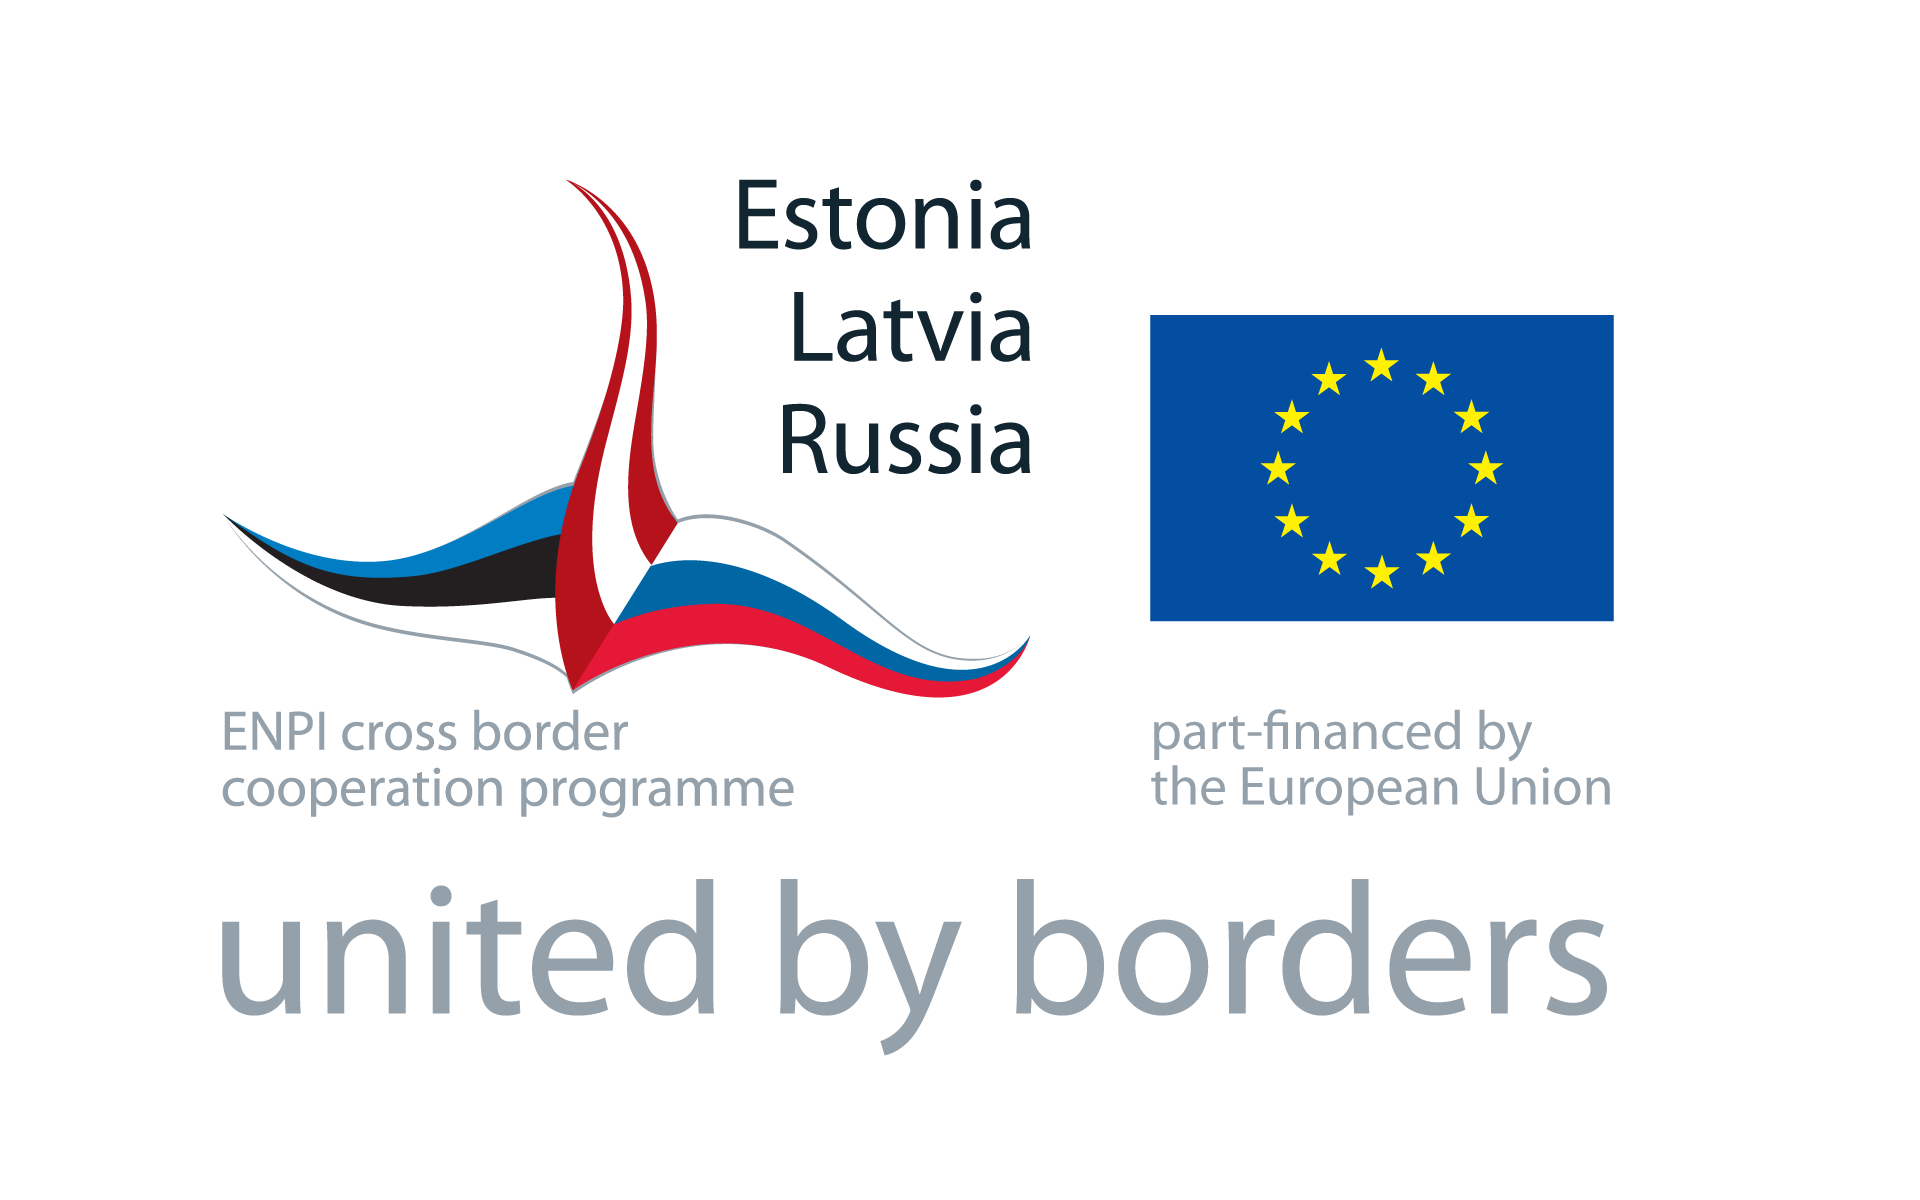 Estonia
Latvia
Russia
ENPI cross border
cooperation programme
part-financed by
the European Union
united by borders